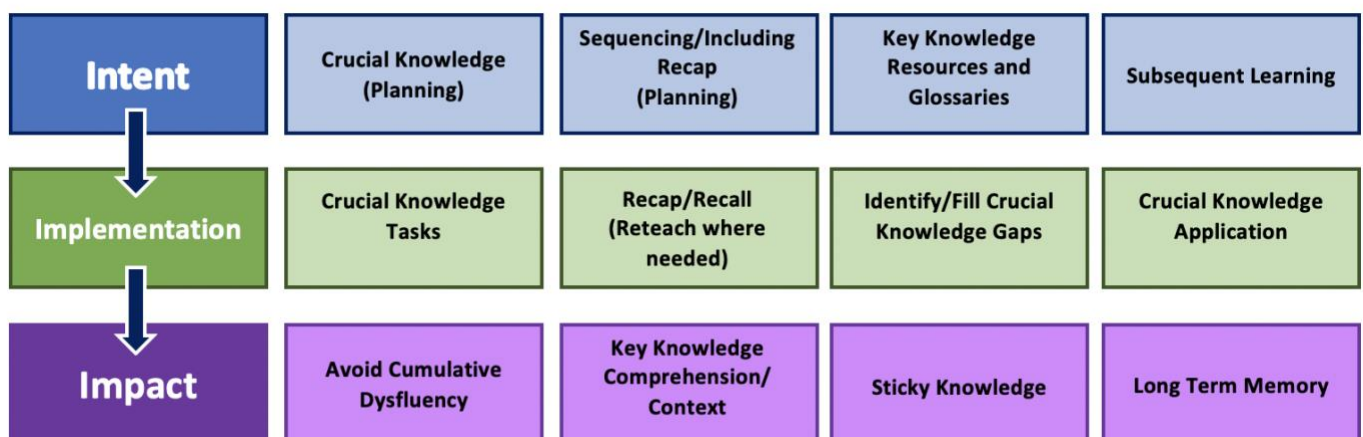 Intent
Crucial Knowledge
(Planning)
Sequencing/Including
Recap
(Planning)
Key Knowledge
Resources and
Glossaries
Subsequent Learning
Implementation
Crucial Knowledge
Tasks
Recap/Recall
(Reteach where
needed)
Identify/Fill Crucial
Knowledge Gaps
Crucial Knowledge
Application
Impact
Avoid Cumulative
Dysfluency
Key Knowledge
Comprehension/
Context
Sticky Knowledge
Long Term Memory